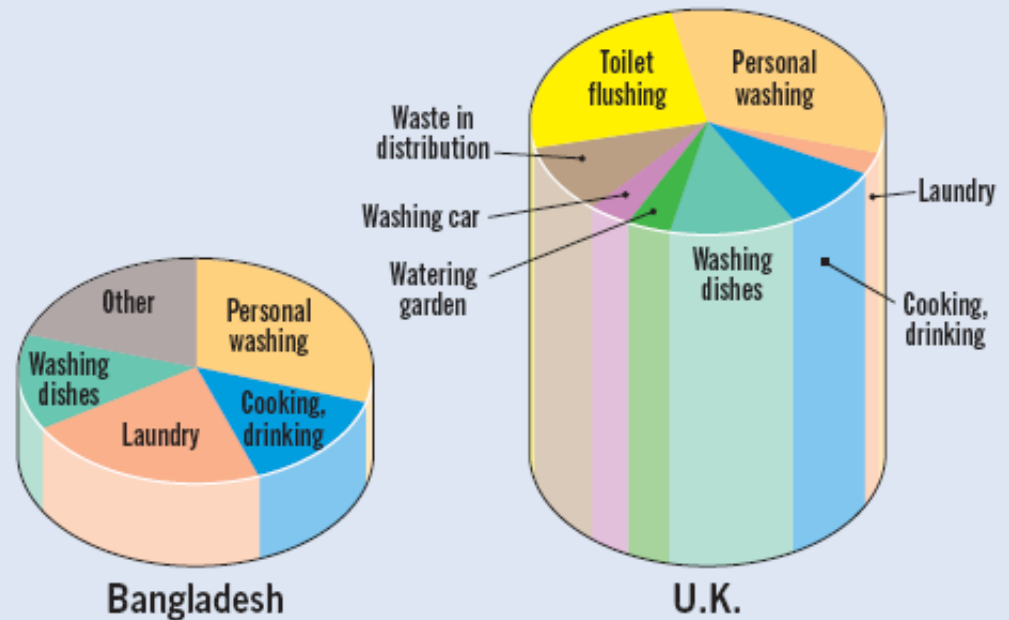 Other
Personal
washing
Washing
dishes
Laundry
Cooking,
drinking
Bangladesh
Toilet
flushing
Personal
washing
Waste in
distribution
Washing car
Watering
garden
Washing
dishes
Laundry
Cooking,
drinking
U.K.